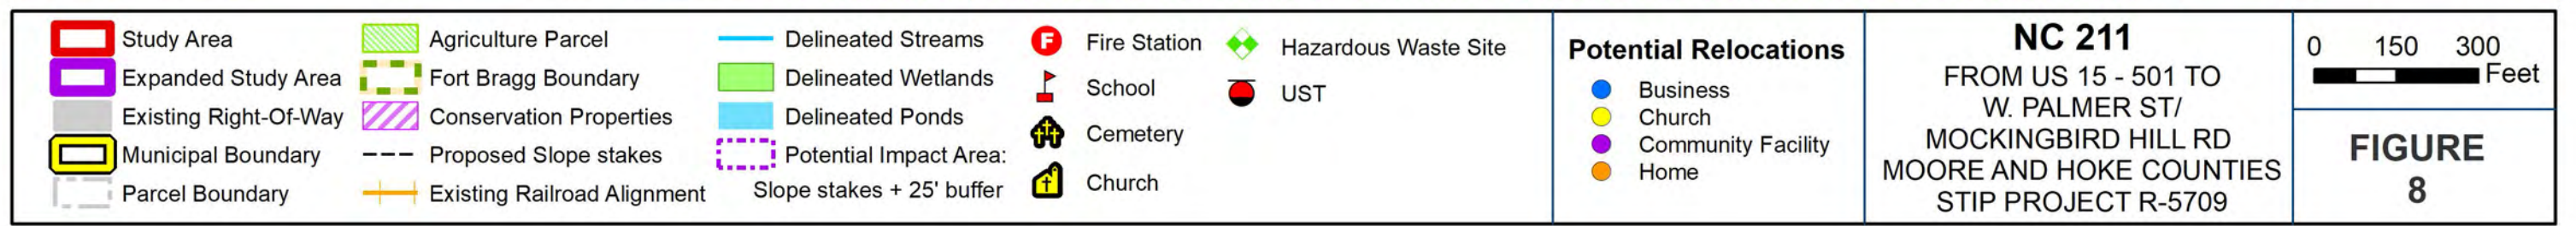 Study Area
Expanded Study Area
Existing Right-Of-Way
Municipal Boundary
Parcel Boundary
Agriculture Parcel
Fort Bragg Boundary
Conservation Properties
Proposed Slope stakes
Existing Railroad Alignment
Delineated Streams
Delineated Wetlands
Delineated Ponds
Potential Impact Area:
Slope stakes + 25' buffer
F
Fire Station
School
Cemetery
Church
Hazardous Waste Site
UST
Potential Relocations
Business
Church
Community Facility
Home
NC 211
FROM US 15 - 501 TO
W. PALMER ST/
MOCKINGBIRD HILL RD
MOORE AND HOKE COUNTIES
STIP PROJECT R-5709
0 150 300
Feet
FIGURE
8